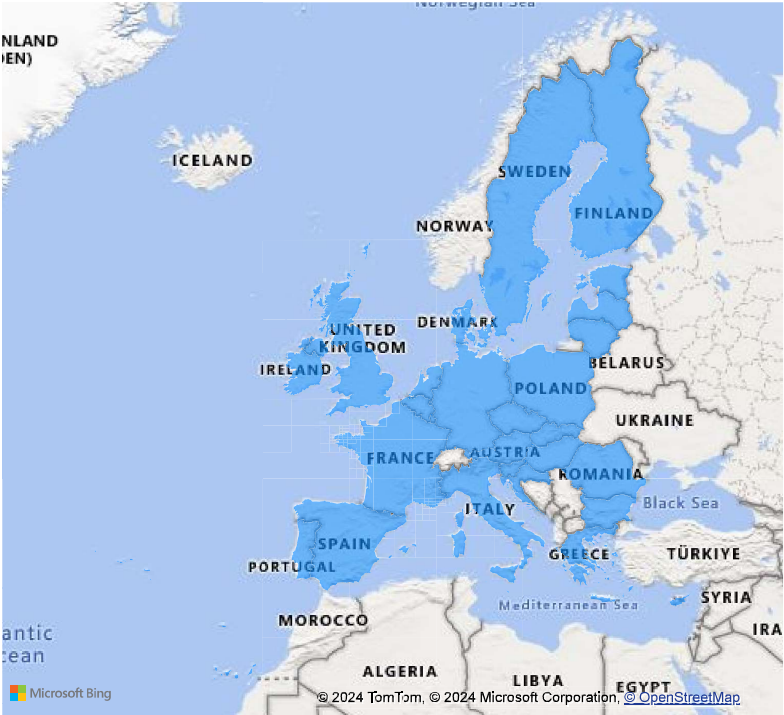 Norwegian Sea
NLAND
EN)
ICELAND
SWEDEN
FINLAND
NORWAY
DENMARK
UNITED
KINGDOM
IRELAND
BELARUS
POLAND
UKRAINE
FRANCE
AUSTRIA
ROMANIA
Black Sea
ITALY
SPAIN
GREECE
TÜRKIYE
PORTUGAL
SYRIA
Mediterranean Sea
MOROCCO
IRA
antic
cean
ALGERIA
LIBYA
EGYPT
Microsoft Bing
© 2024 TomTom, © 2024 Microsoft Corporation, © OpenStreetMap